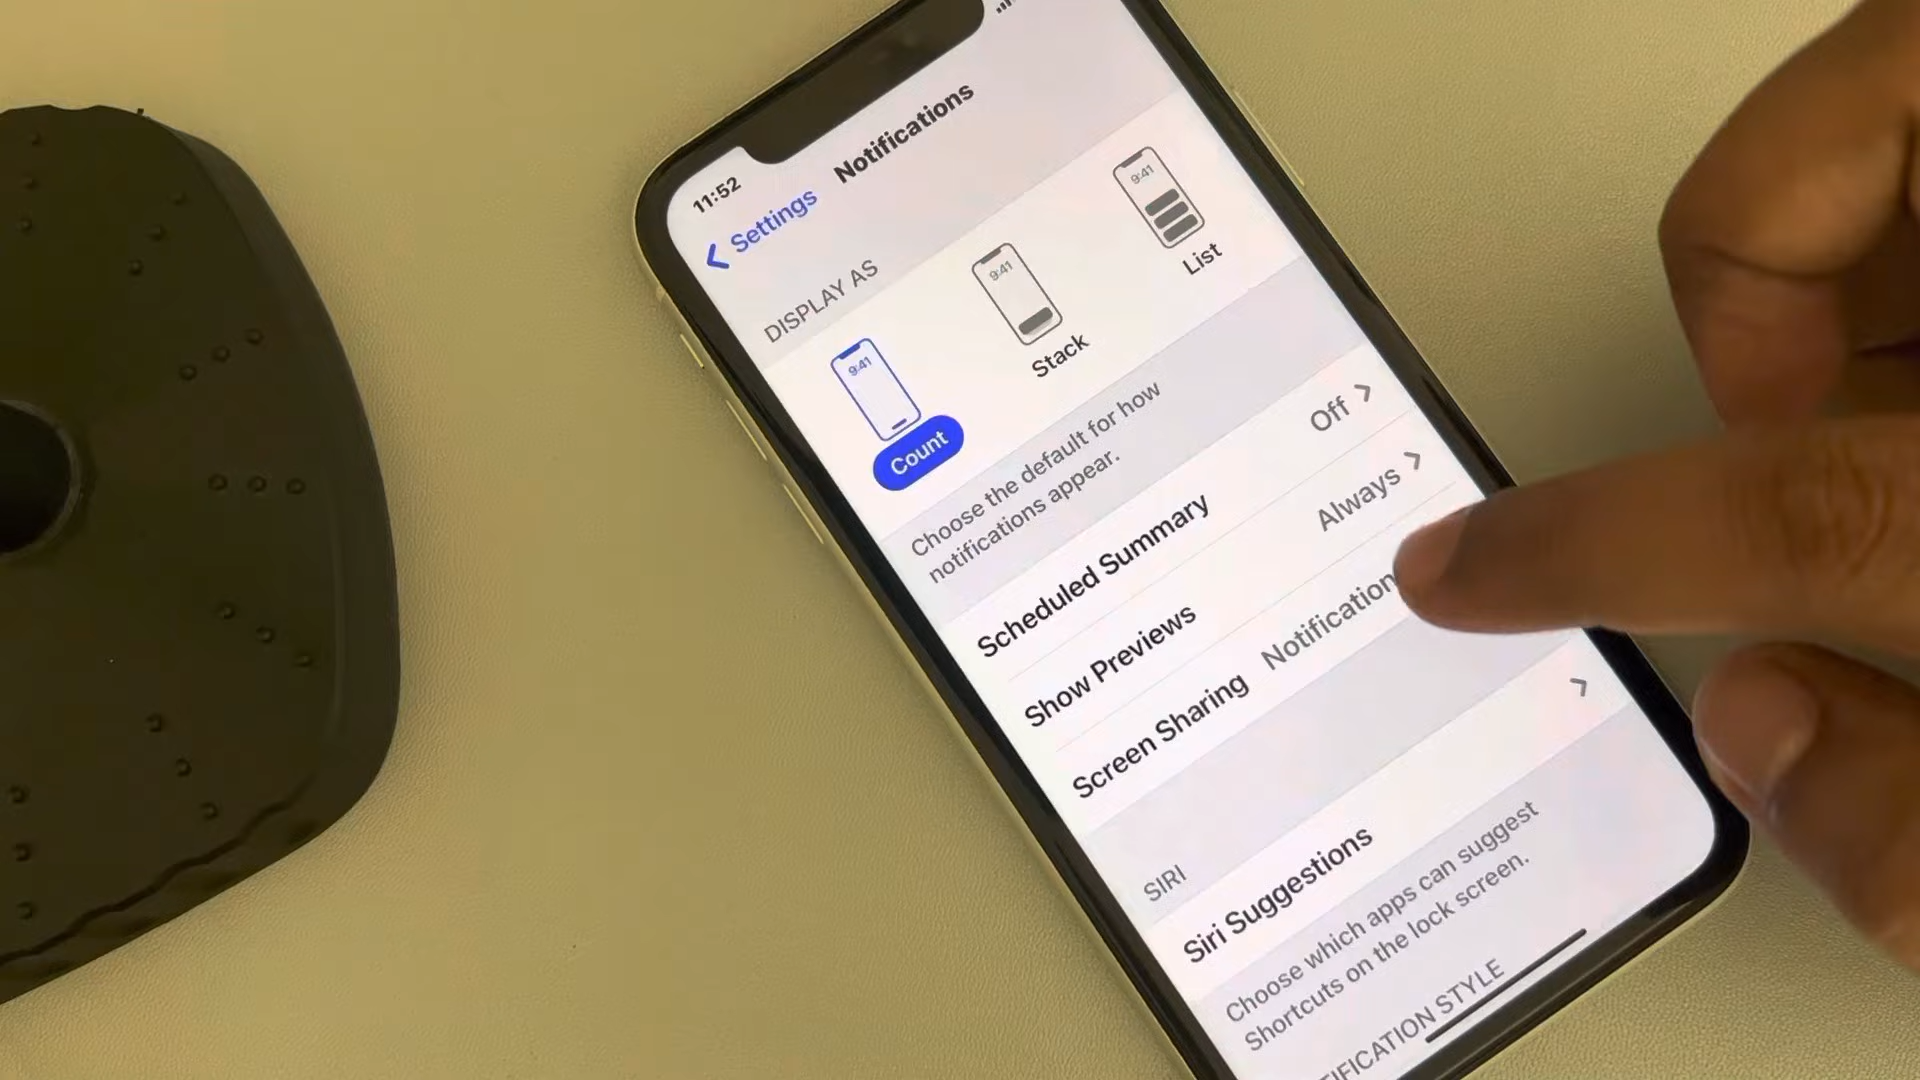 11:52
Settings
Notifications
DISPLAY AS
9:41
9:41
9:41
Count
Stack
List
Choose the default for how
notifications appear.
Scheduled Summary Off
Show Previews Always
Screen Sharing Notification
SIRI
Siri Suggestions
Choose which apps can suggest
Shortcuts on the lock screen.
IFICATION STYLE